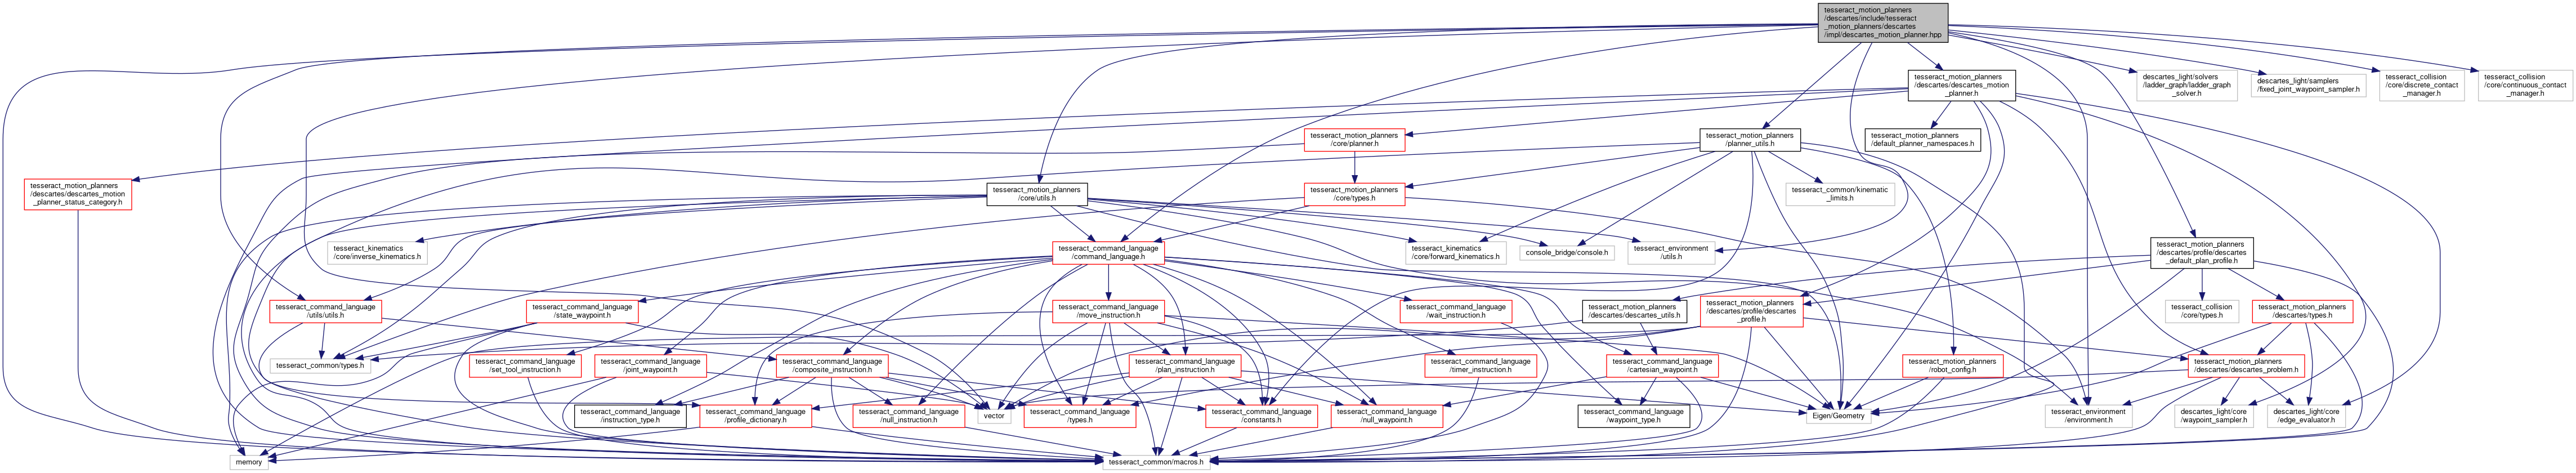 tesseract_motion_planners
/descartes/include/tesseract
_motion_planners/descartes
/impl/descartes_motion_planner.hpp
tesseract_motion_planners
/descartes/descartes_motion
_planner.h
descartes_light/solvers
/ladder_graph/ladder_graph
_solver.h
descartes_light/samplers
/fixed_joint_waypoint_sampler.h
tesseract_collision
/core/discrete_contact
_manager.h
tesseract_collision
/core/continuous_contact
_manager.h
tesseract_motion_planners
/core/planner.h
tesseract_motion_planners
/planner_utils.h
tesseract_motion_planners
/default_planner_namespaces.h
tesseract_motion_planners
/descartes/descartes_motion
_planner_status_category.h
tesseract_motion_planners
/core/utils.h
tesseract_motion_planners
/core/types.h
tesseract_common/kinematic
_limits.h
tesseract_kinematics
/core/inverse_kinematics.h
tesseract_command_language
/command_language.h
tesseract_kinematics
/core/forward_kinematics.h
console_bridge/console.h
tesseract_environment
/utils.h
tesseract_motion_planners
/descartes/profile/descartes
_default_plan_profile.h
tesseract_command_language
/utils/utils.h
tesseract_command_language
/state_waypoint.h
tesseract_command_language
/move_instruction.h
tesseract_command_language
/wait_instruction.h
tesseract_motion_planners
/descartes/descartes_utils.h
tesseract_motion_planners
/descartes/profile/descartes
_profile.h
tesseract_collision
/core/types.h
tesseract_motion_planners
/descartes/types.h
tesseract_common/types.h
tesseract_command_language
/set_tool_instruction.h
tesseract_command_language
/joint_waypoint.h
tesseract_command_language
/composite_instruction.h
tesseract_command_language
/plan_instruction.h
tesseract_command_language
/timer_instruction.h
tesseract_command_language
/cartesian_waypoint.h
tesseract_motion_planners
/robot_config.h
tesseract_motion_planners
/descartes/descartes_problem.h
tesseract_command_language
/instruction_type.h
tesseract_command_language
/profile_dictionary.h
tesseract_command_language
/null_instruction.h
vector
tesseract_command_language
/types.h
tesseract_command_language
/constants.h
tesseract_command_language
/null_waypoint.h
tesseract_command_language
/waypoint_type.h
Eigen/Geometry
tesseract_environment
/environment.h
descartes_light/core
/waypoint_sampler.h
descartes_light/core
/edge_evaluator.h
memory
tesseract_common/macros.h